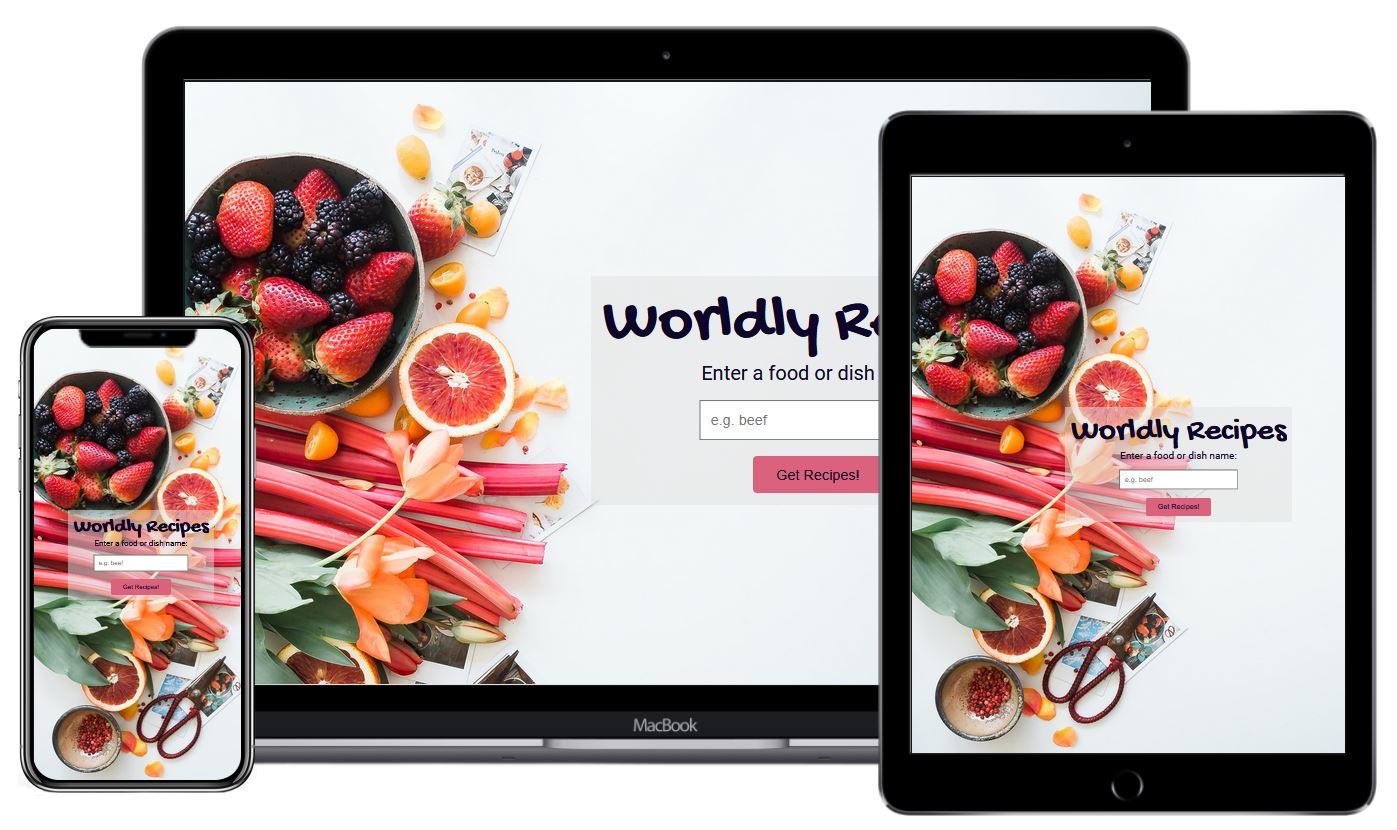 Worldly Re
Enter a food or dish
e.g. beef
Get Recipes!
MacBook
Worldly Recipes
Enter a food or dish name:
e.g. beef
Get Recipes!
Worldly Recipes
Enter a food or dish name:
e.g. beef
Get Recipes!